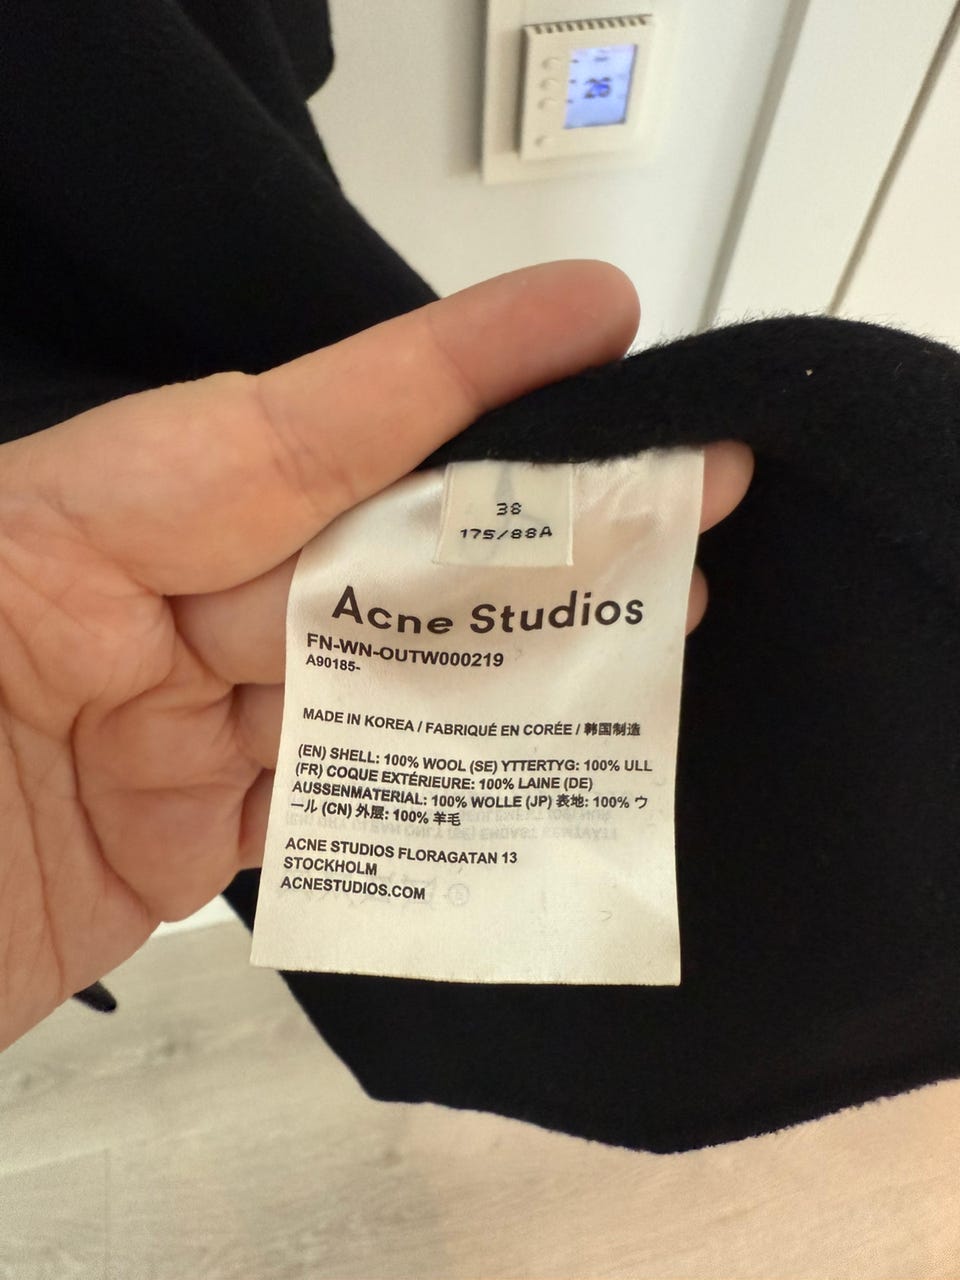 26
38
175/88A
Acne Studios
FN-WN-OUTW000219
A90185-
MADE IN KOREA / FABRIQUÉ EN CORÉE / 韩国制造
(EN) SHELL: 100% WOOL (SE) YTTERTYG: 100% ULL
(FR) COQUE EXTÉRIEURE: 100% LAINE (DE)
AUSSENMATERIAL: 100% WOLLE (JP) 表地: 100% ウ
ール (CN) 外层: 100% 羊毛
ACNE STUDIOS FLORAGATAN 13
STOCKHOLM
ACNESTUDIOS.COM